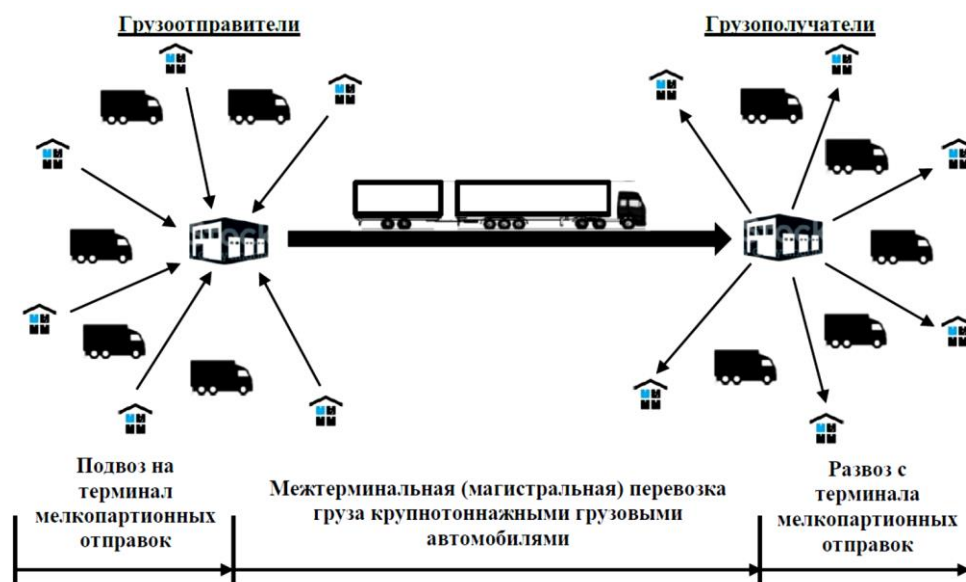 Грузоотправители
Грузополучатели
Подвоз на
терминал
мелкопартионных
отправок
Межтерминальная (магистральная) перевозка
груза крупнотоннажными грузовыми
автомобилями
Развоз с
терминала
мелкопартионных
отправок